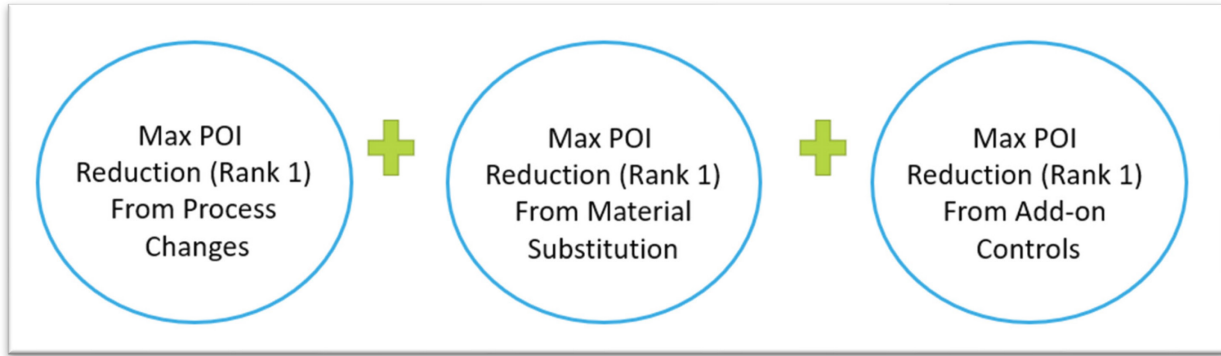 Max POI
Reduction (Rank 1)
From Process
Changes
Max POI
Reduction (Rank 1)
From Material
Substitution
Max POI
Reduction (Rank 1)
From Add-on
Controls